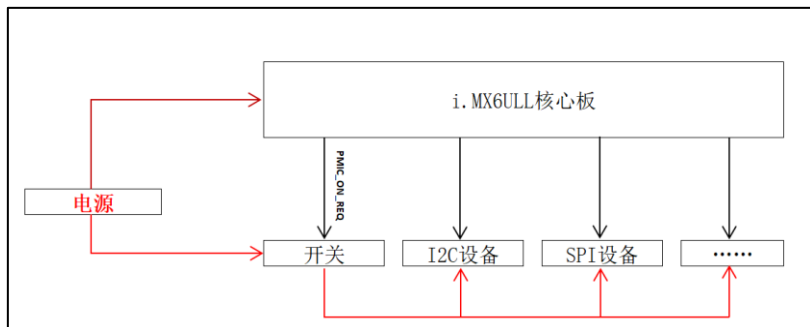 i.MX6ULL核心板
PMIC_ON_REQ
电源
开关
I2C设备
SPI设备
……